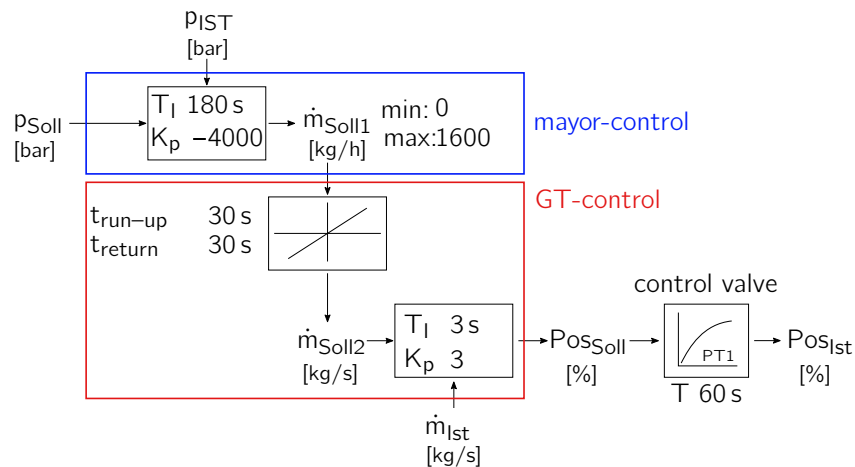 pIST
[bar]
pSoll
[bar]
TI 180 s
Kp –4000
ṁSoll1
[kg/h]
min: 0
max:1600
mayor-control
GT-control
trun–up 30 s
treturn 30 s
ṁSoll2
[kg/s]
TI 3 s
Kp 3
PosSoll
[%]
control valve
PT1
T 60 s
PosIst
[%]
ṁIst
[kg/s]